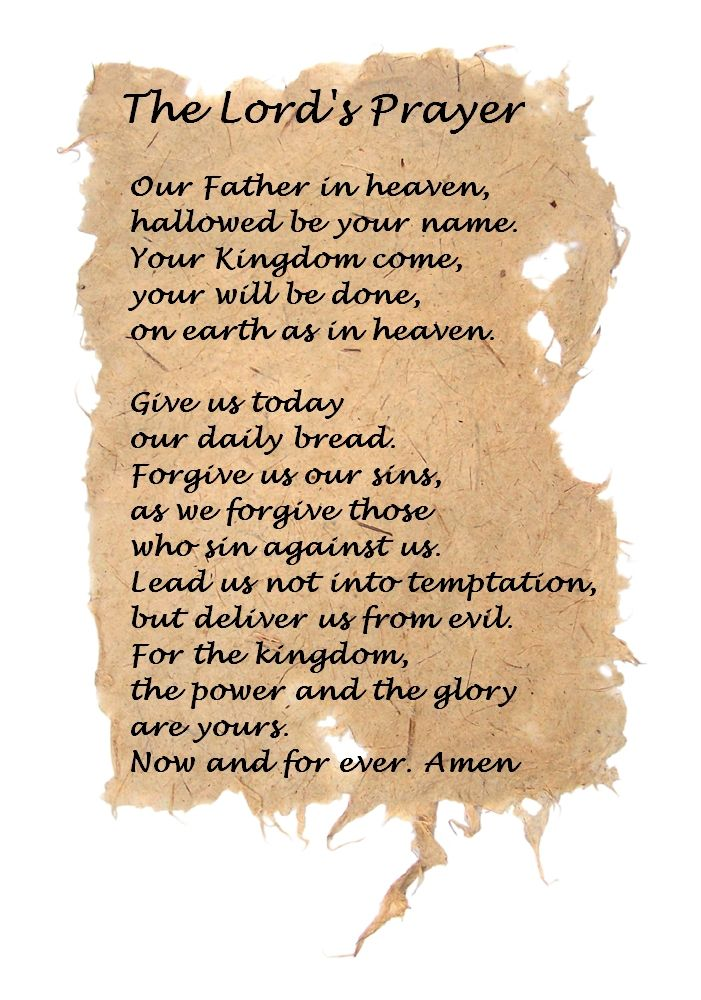 The Lord's Prayer
Our Father in heaven,
hallowed be your name.
Your Kingdom come,
your will be done,
on earth as in heaven.
Give us today
our daily bread.
Forgive us our sins,
as we forgive those
who sin against us.
Lead us not into temptation,
but deliver us from evil.
For the kingdom,
the power and the glory
are yours.
Now and for ever. Amen